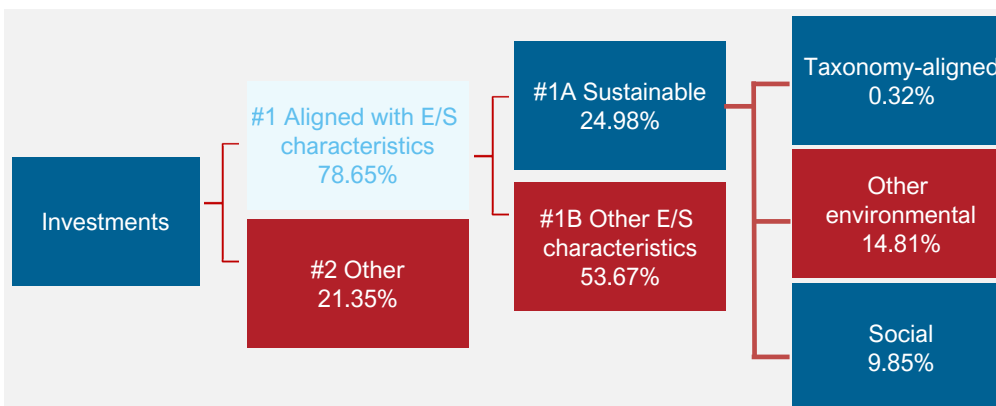 Investments
#1 Aligned with E/S
characteristics
78.65%
#2 Other
21.35%
#1A Sustainable
24.98%
#1B Other E/S
characteristics
53.67%
Taxonomy-aligned
0.32%
Other
environmental
14.81%
Social
9.85%